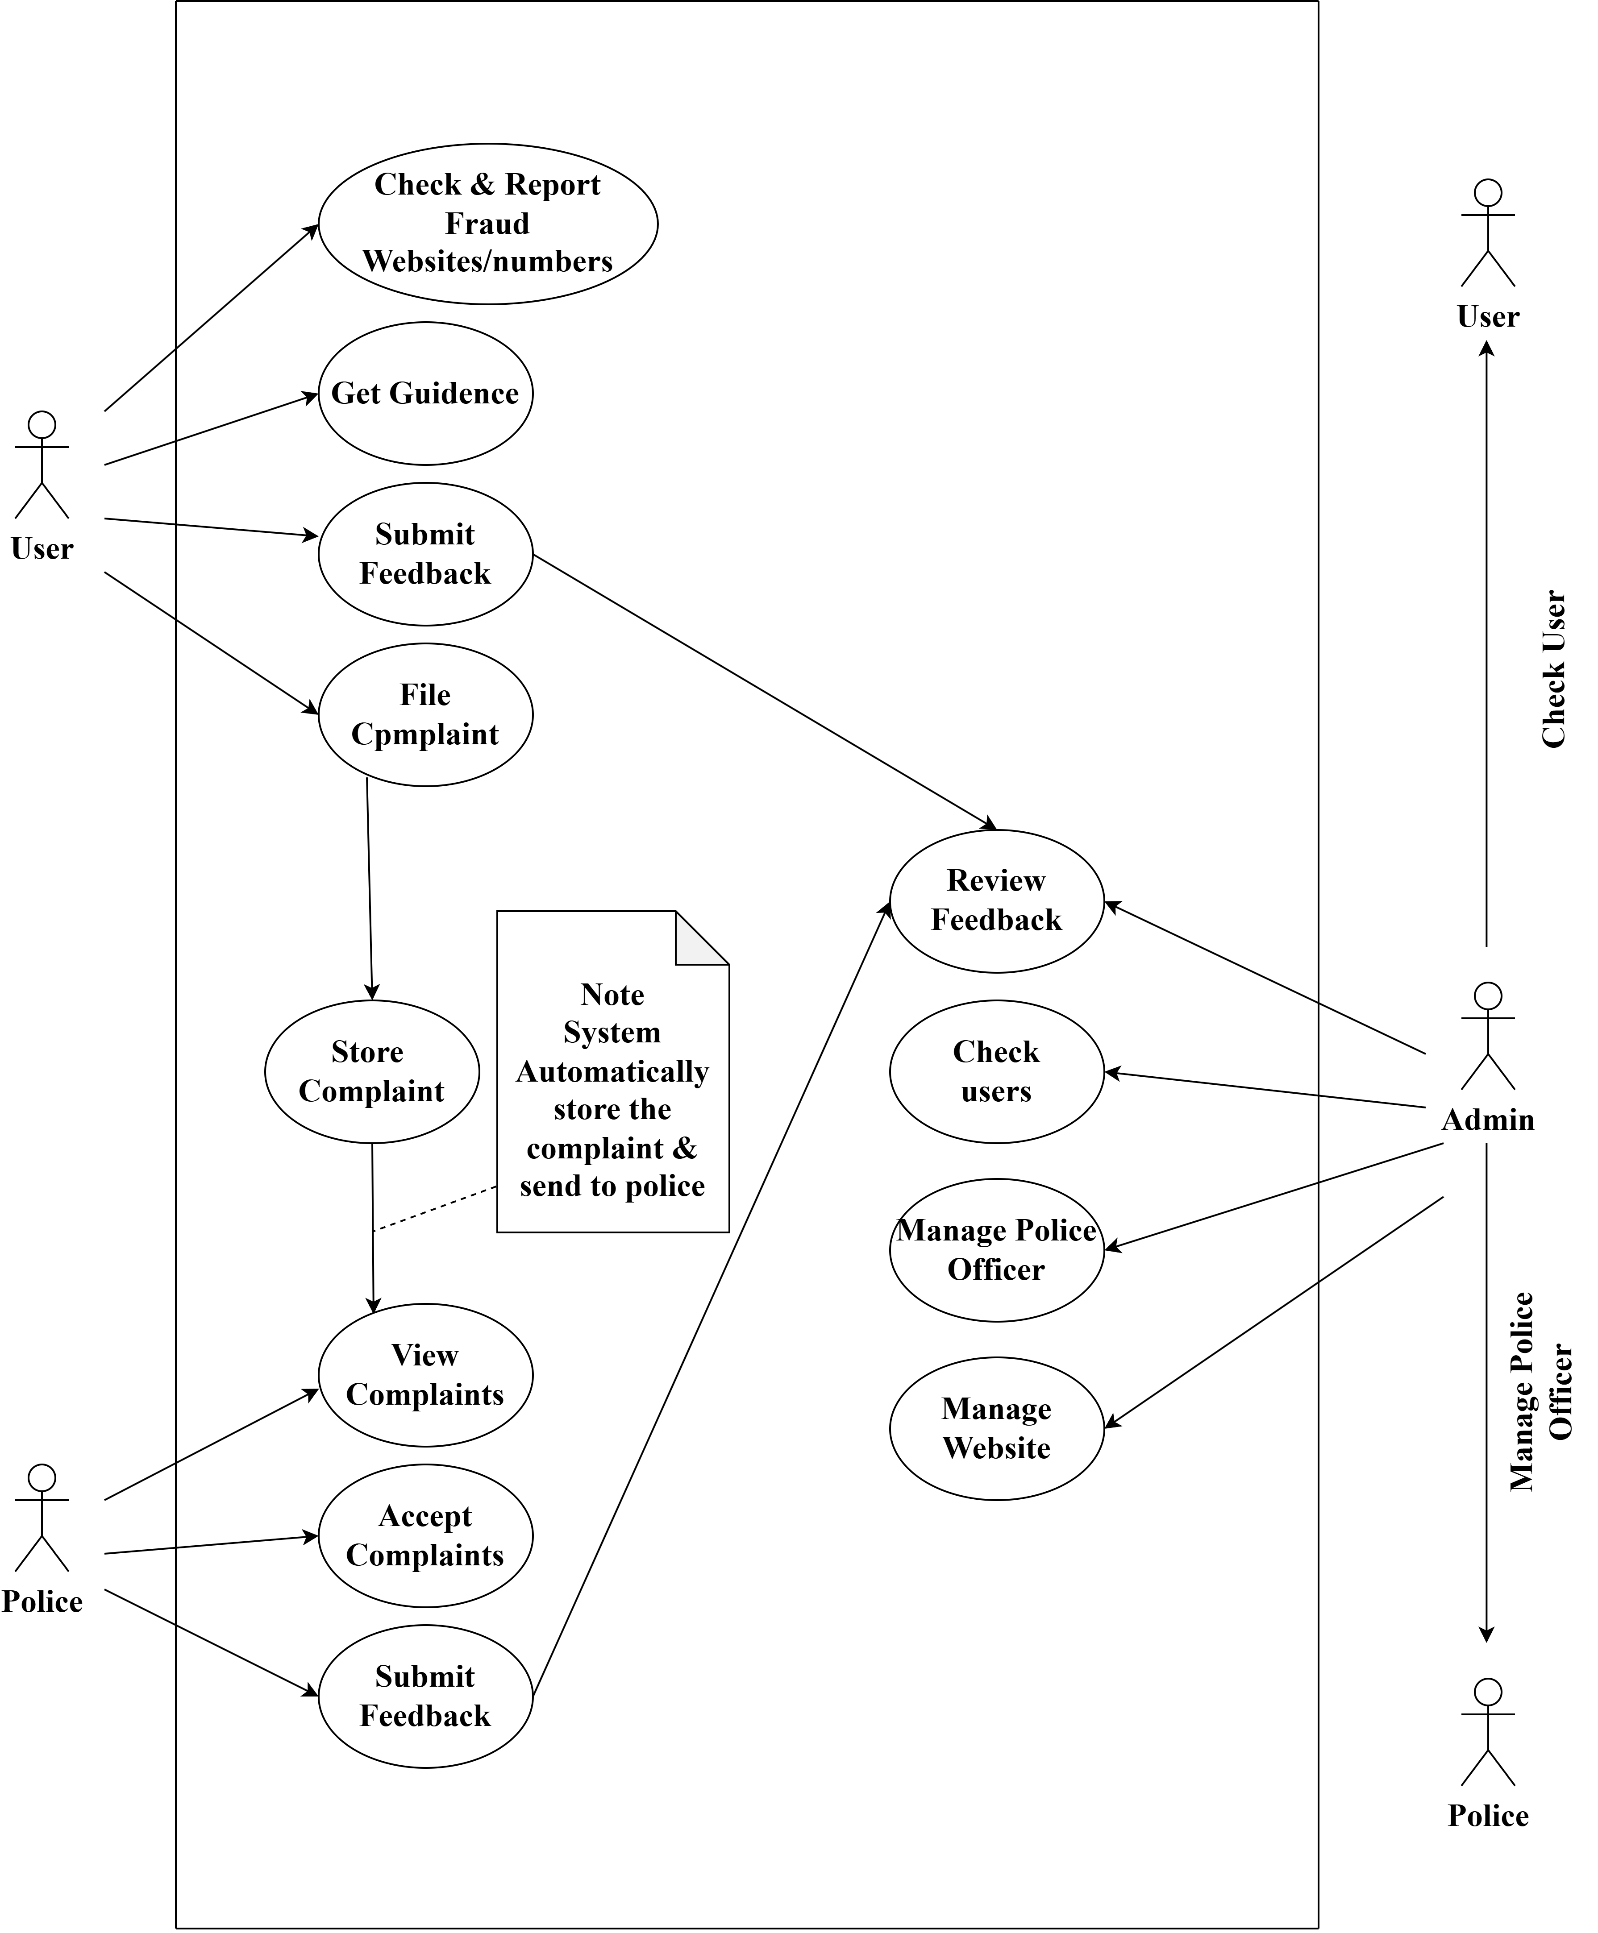 Check & Report
Fraud
Websites/numbers
User
Get Guidence
User
Submit
Feedback
File
Cpmplaint
Check User
Review
Feedback
Note
System
Automatically
store the
complaint &
send to police
Store
Complaint
Check
users
Admin
Manage Police
Officer
View
Complaints
Manage
Website
Manage Police
Officer
Accept
Complaints
Police
Submit
Feedback
Police